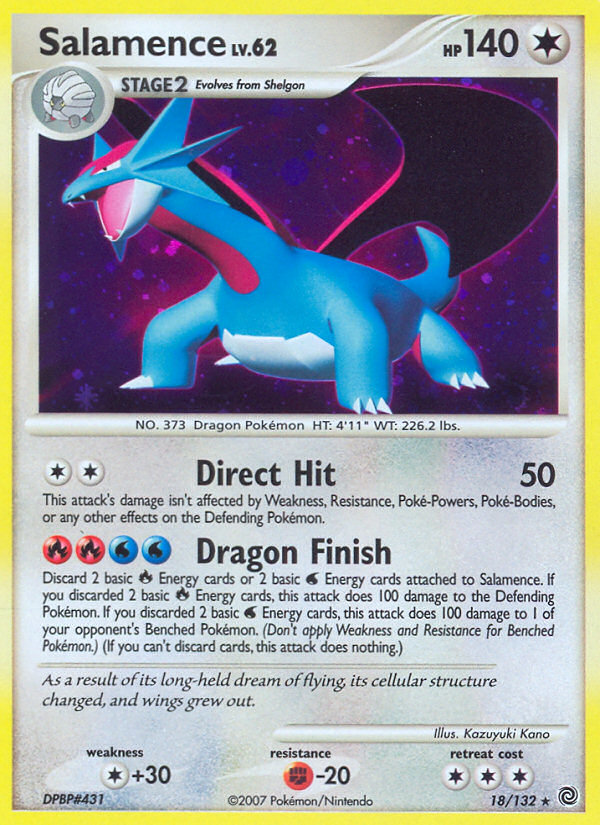 Salamence LV.62
HP 140
STAGE 2 Evolves from Shelgon
NO. 373 Dragon Pokémon HT: 4'11" WT: 226.2 lbs.
Direct Hit 50
This attack's damage isn't affected by Weakness, Resistance, Poké-Powers, Poké-Bodies,
or any other effects on the Defending Pokémon.
Dragon Finish
Discard 2 basic Energy cards or 2 basic Energy cards attached to Salamence. If
you discarded 2 basic Energy cards, this attack does 100 damage to the Defending
Pokémon. If you discarded 2 basic Energy cards, this attack does 100 damage to 1 of
your opponent's Benched Pokémon. (Don't apply Weakness and Resistance for Benched
Pokémon.) (If you can't discard cards, this attack does nothing.)
As a result of its long-held dream of flying, its cellular structure
changed, and wings grew out.
Illus. Kazuyuki Kano
weakness resistance retreat cost
+30 -20
DPBP#431 ©2007 Pokémon/Nintendo 18/132 ★